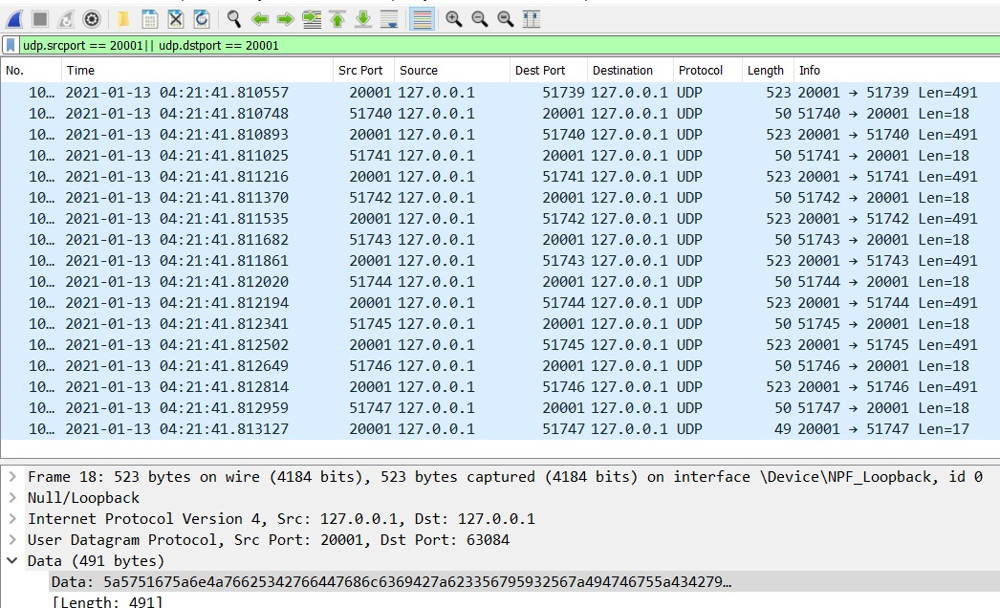 udp.srcport == 20001|| udp.dstport == 20001
No. Time Src Port Source Dest Port Destination Protocol Length Info
10… 2021-01-13 04:21:41.810557 20001 127.0.0.1 51739 127.0.0.1 UDP 523 20001 → 51739 Len=491
10… 2021-01-13 04:21:41.810748 51740 127.0.0.1 20001 127.0.0.1 UDP 50 51740 → 20001 Len=18
10… 2021-01-13 04:21:41.810893 20001 127.0.0.1 51740 127.0.0.1 UDP 523 20001 → 51740 Len=491
10… 2021-01-13 04:21:41.811025 51741 127.0.0.1 20001 127.0.0.1 UDP 50 51741 → 20001 Len=18
10… 2021-01-13 04:21:41.811216 20001 127.0.0.1 51741 127.0.0.1 UDP 523 20001 → 51741 Len=491
10… 2021-01-13 04:21:41.811370 51742 127.0.0.1 20001 127.0.0.1 UDP 50 51742 → 20001 Len=18
10… 2021-01-13 04:21:41.811535 20001 127.0.0.1 51742 127.0.0.1 UDP 523 20001 → 51742 Len=491
10… 2021-01-13 04:21:41.811682 51743 127.0.0.1 20001 127.0.0.1 UDP 50 51743 → 20001 Len=18
10… 2021-01-13 04:21:41.811861 20001 127.0.0.1 51743 127.0.0.1 UDP 523 20001 → 51743 Len=491
10… 2021-01-13 04:21:41.812020 51744 127.0.0.1 20001 127.0.0.1 UDP 50 51744 → 20001 Len=18
10… 2021-01-13 04:21:41.812194 20001 127.0.0.1 51744 127.0.0.1 UDP 523 20001 → 51744 Len=491
10… 2021-01-13 04:21:41.812341 51745 127.0.0.1 20001 127.0.0.1 UDP 50 51745 → 20001 Len=18
10… 2021-01-13 04:21:41.812502 20001 127.0.0.1 51745 127.0.0.1 UDP 523 20001 → 51745 Len=491
10… 2021-01-13 04:21:41.812649 51746 127.0.0.1 20001 127.0.0.1 UDP 50 51746 → 20001 Len=18
10… 2021-01-13 04:21:41.812814 20001 127.0.0.1 51746 127.0.0.1 UDP 523 20001 → 51746 Len=491
10… 2021-01-13 04:21:41.812959 51747 127.0.0.1 20001 127.0.0.1 UDP 50 51747 → 20001 Len=18
10… 2021-01-13 04:21:41.813127 20001 127.0.0.1 51747 127.0.0.1 UDP 49 20001 → 51747 Len=17
Frame 18: 523 bytes on wire (4184 bits), 523 bytes captured (4184 bits) on interface \Device\NPF_Loopback, id 0
Null/Loopback
Internet Protocol Version 4, Src: 127.0.0.1, Dst: 127.0.0.1
User Datagram Protocol, Src Port: 20001, Dst Port: 63084
Data (491 bytes)
Data: 5a5751675a6e4a76625342766447686c6369427a623356795932567a494746755a434279…
[Length: 491]